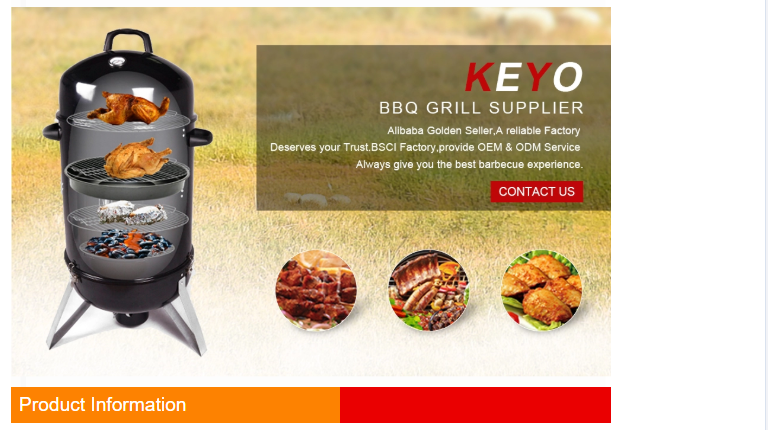 KEYO
BBQ GRILL SUPPLIER
Alibaba Golden Seller,A reliable Factory
Deserves your Trust.BSCI Factory,provide OEM & ODM Service
Always give you the best barbecue experience.
CONTACT US
Product Information